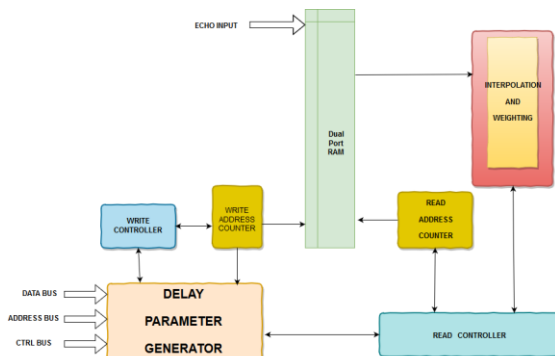 ECHO INPUT
Dual
Port
RAM
INTERPOLATION
AND
WEIGHTING
WRITE
CONTROLLER
WRITE
ADDRESS
COUNTER
READ
ADDRESS
COUNTER
DATA BUS
ADDRESS BUS
CTRL BUS
DELAY
PARAMETER
GENERATOR
READ CONTROLLER